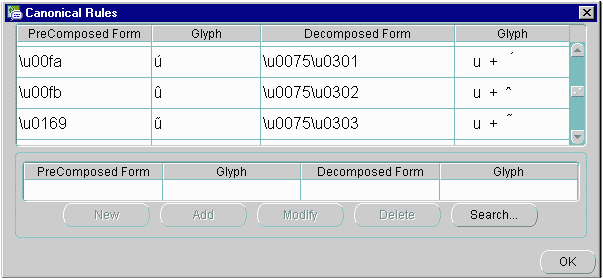 Canonical Rules
PreComposed Form Glyph Decomposed Form Glyph
\u00fa ú \u0075\u0301 u + ´
\u00fb û \u0075\u0302 u + ^
\u0169 ũ \u0075\u0303 u + ~
PreComposed Form Glyph Decomposed Form Glyph
New Add Modify Delete Search...
OK